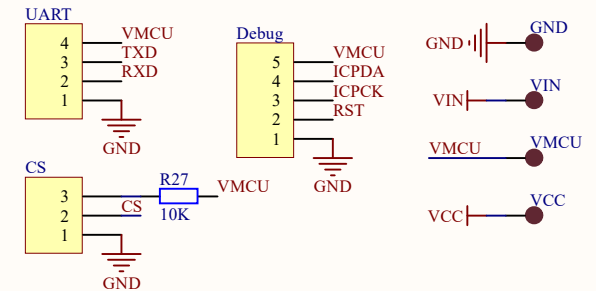 UART
4 VMCU
3 TXD
2 RXD
1
GND
Debug
5 VMCU
4 ICPDA
3 ICPCK
2 RST
1
GND
GND GND
VIN VIN
VMCU VMCU
VCC VCC
CS
3 R27 VMCU
2 CS 10K
1
GND